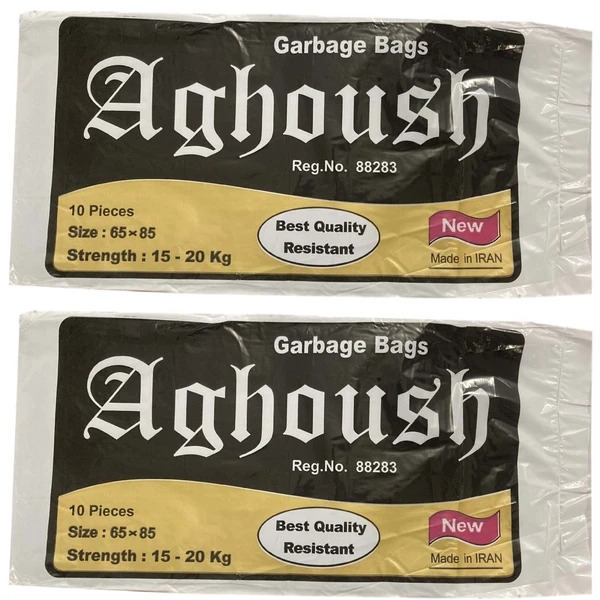 Garbage Bags
Aghoush
Reg.No. 88283
10 Pieces
Size : 65×85
Strength : 15 - 20 Kg
Best Quality
Resistant
New
Made in IRAN
Garbage Bags
Aghoush
Reg.No. 88283
10 Pieces
Size : 65×85
Strength : 15 - 20 Kg
Best Quality
Resistant
New
Made in IRAN